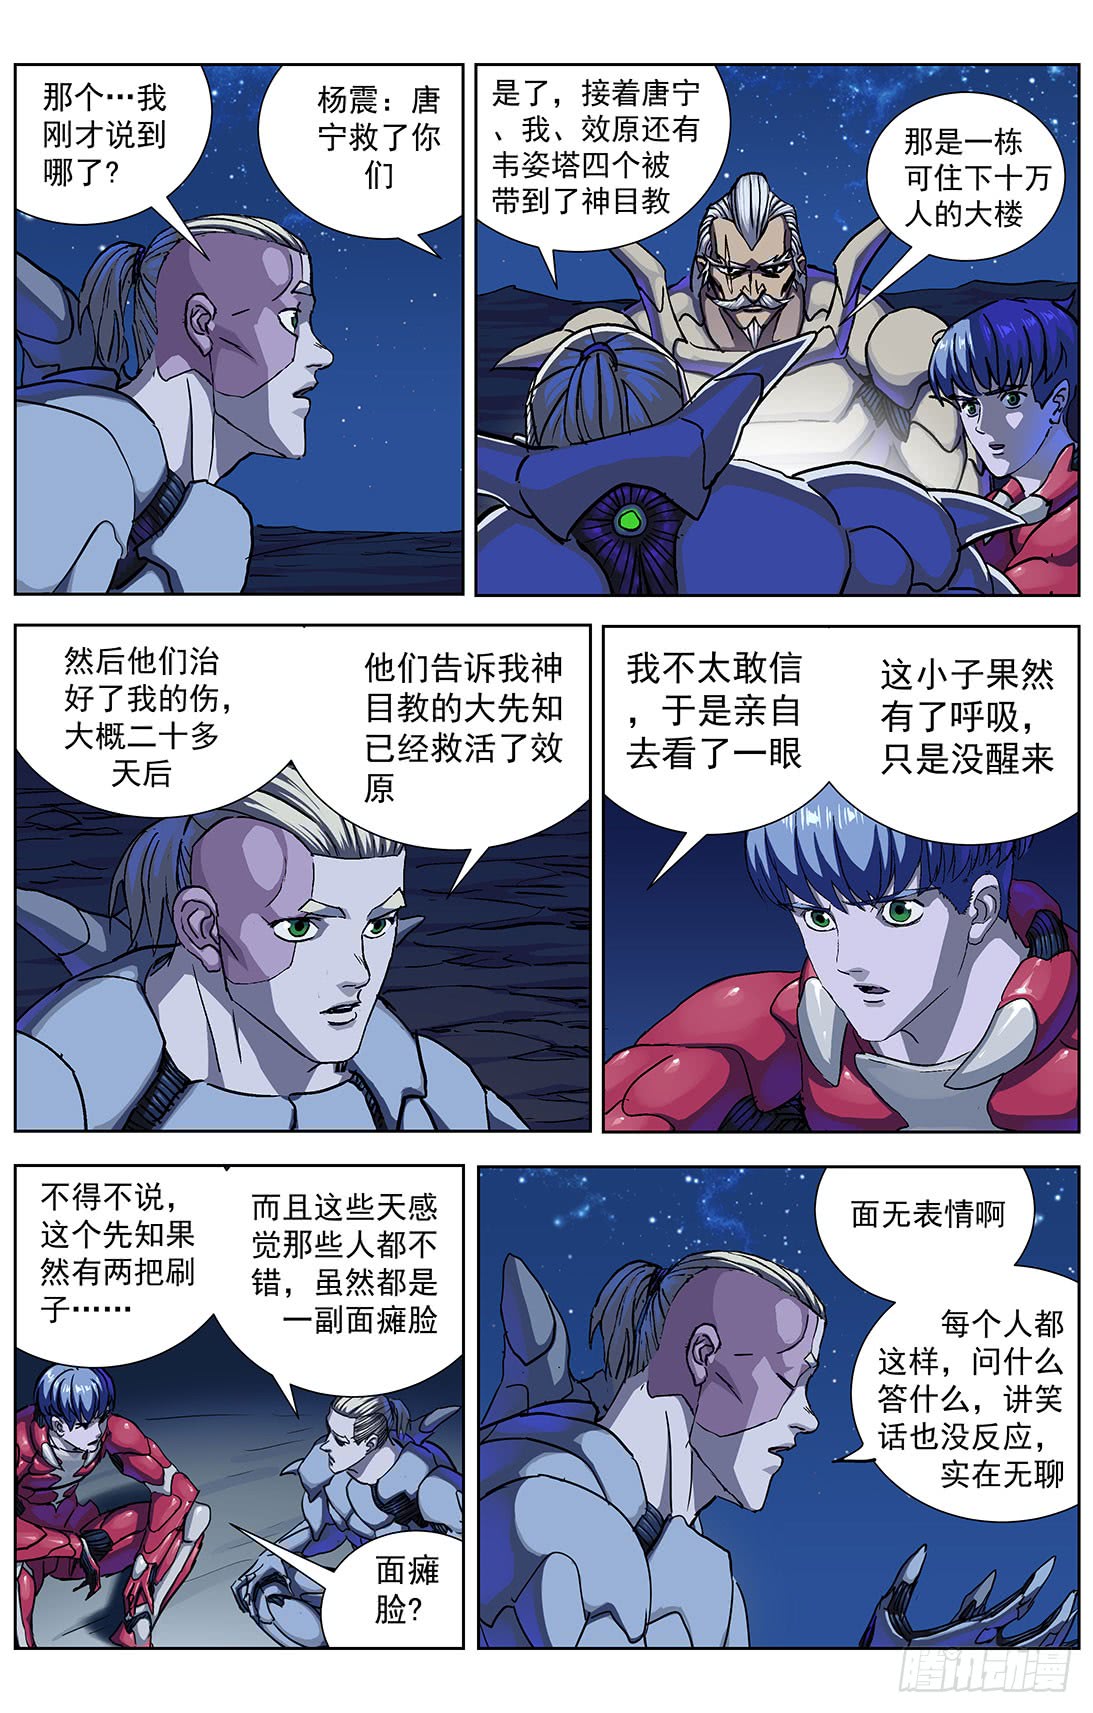 那个…我
刚才说到
哪了?
杨震：唐
宁救了你
们
是了，接着唐宁
、我、效原还有
韦姿塔四个被
带到了神目教
那是一栋
可住下十万
人的大楼
然后他们治
好了我的伤，
大概二十多
天后
他们告诉我神
目教的大先知
已经救活了效
原
我不太敢信
，于是亲自
去看了一眼
这小子果然
有了呼吸，
只是没醒来
不得不说，
这个先知果
然有两把刷
子……
而且这些天感
觉那些人都不
错，虽然都是
一副面瘫脸
面瘫
脸?
面无表情啊
每个人都
这样，问什么
答什么，讲笑
话也没反应，
实在无聊
腾讯动漫